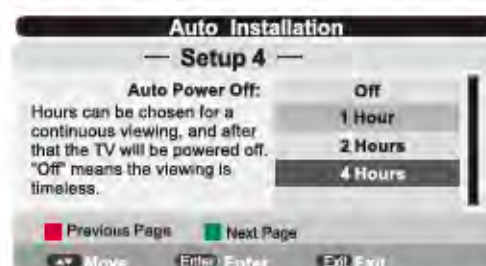 Auto Installation
— Setup 4 —
Auto Power Off:
Hours can be chosen for a
continuous viewing, and after
that the TV will be powered off.
"Off" means the viewing is
timeless.
Off
1 Hour
2 Hours
4 Hours
Previous Page Next Page
Move Enter Enter Exit Exit